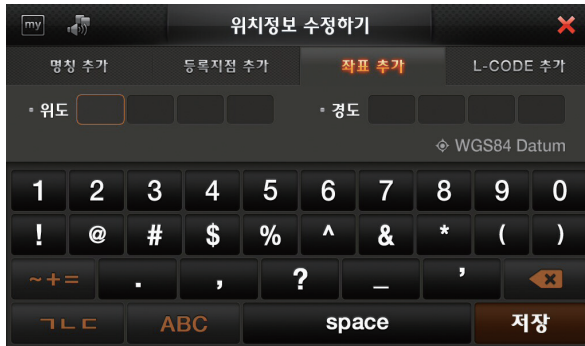 my 위치정보 수정하기
명칭 추가 등록지점 추가 좌표 추가 L-CODE 추가
위도 경도
WGS84 Datum
1 2 3 4 5 6 7 8 9 0
! @ # $ % ^ & * ( )
~+= . , ? _ ’
ㄱㄴㄷ ABC space 저장